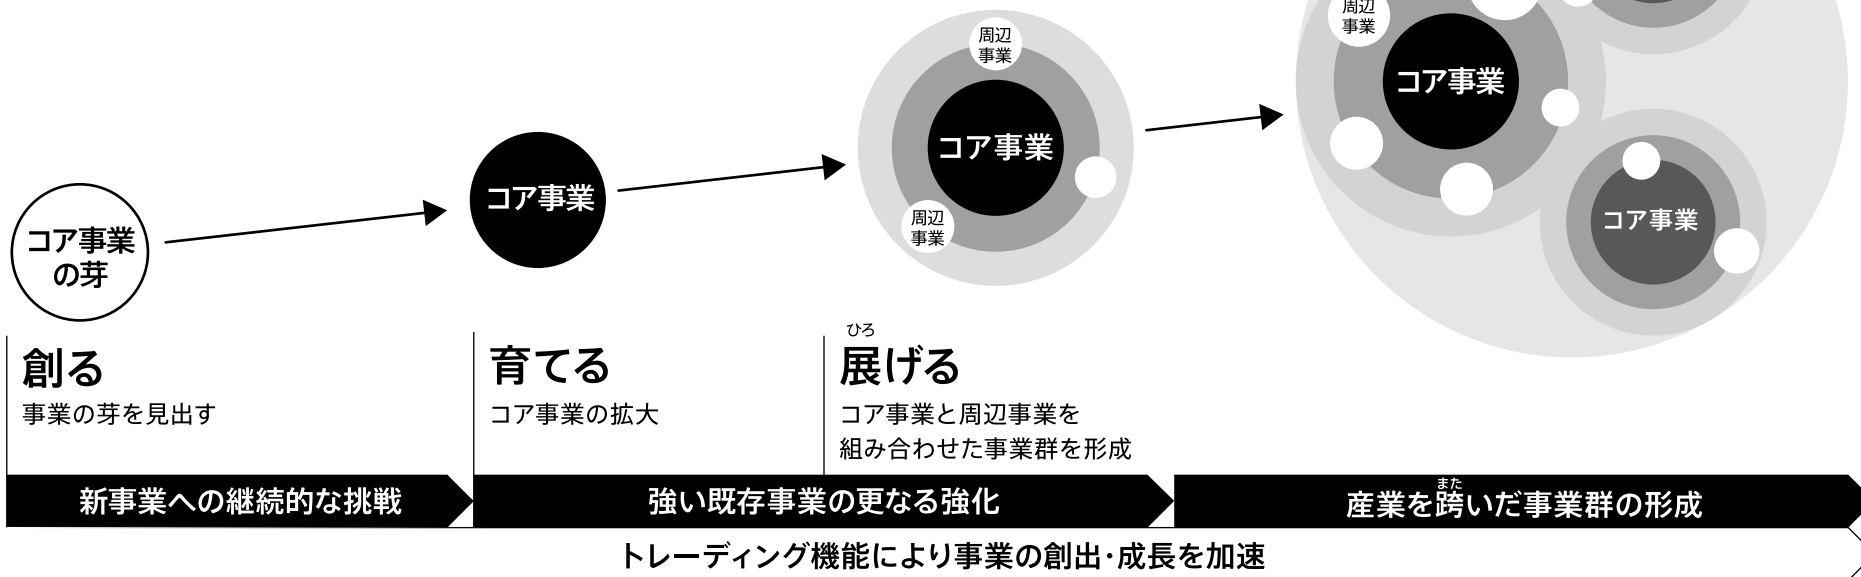 周辺
事業
コア事業
周辺
事業
コア事業
周辺
事業
コア事業
コア事業
コア事業
の芽
ひろ
創る
育てる
展げる
事業の芽を見出す
コア事業の拡大
コア事業と周辺事業を
組み合わせた事業群を形成
また
新事業への継続的な挑戦
強い既存事業の更なる強化
産業を跨いだ事業群の形成
トレーディング機能により事業の創出・成長を加速